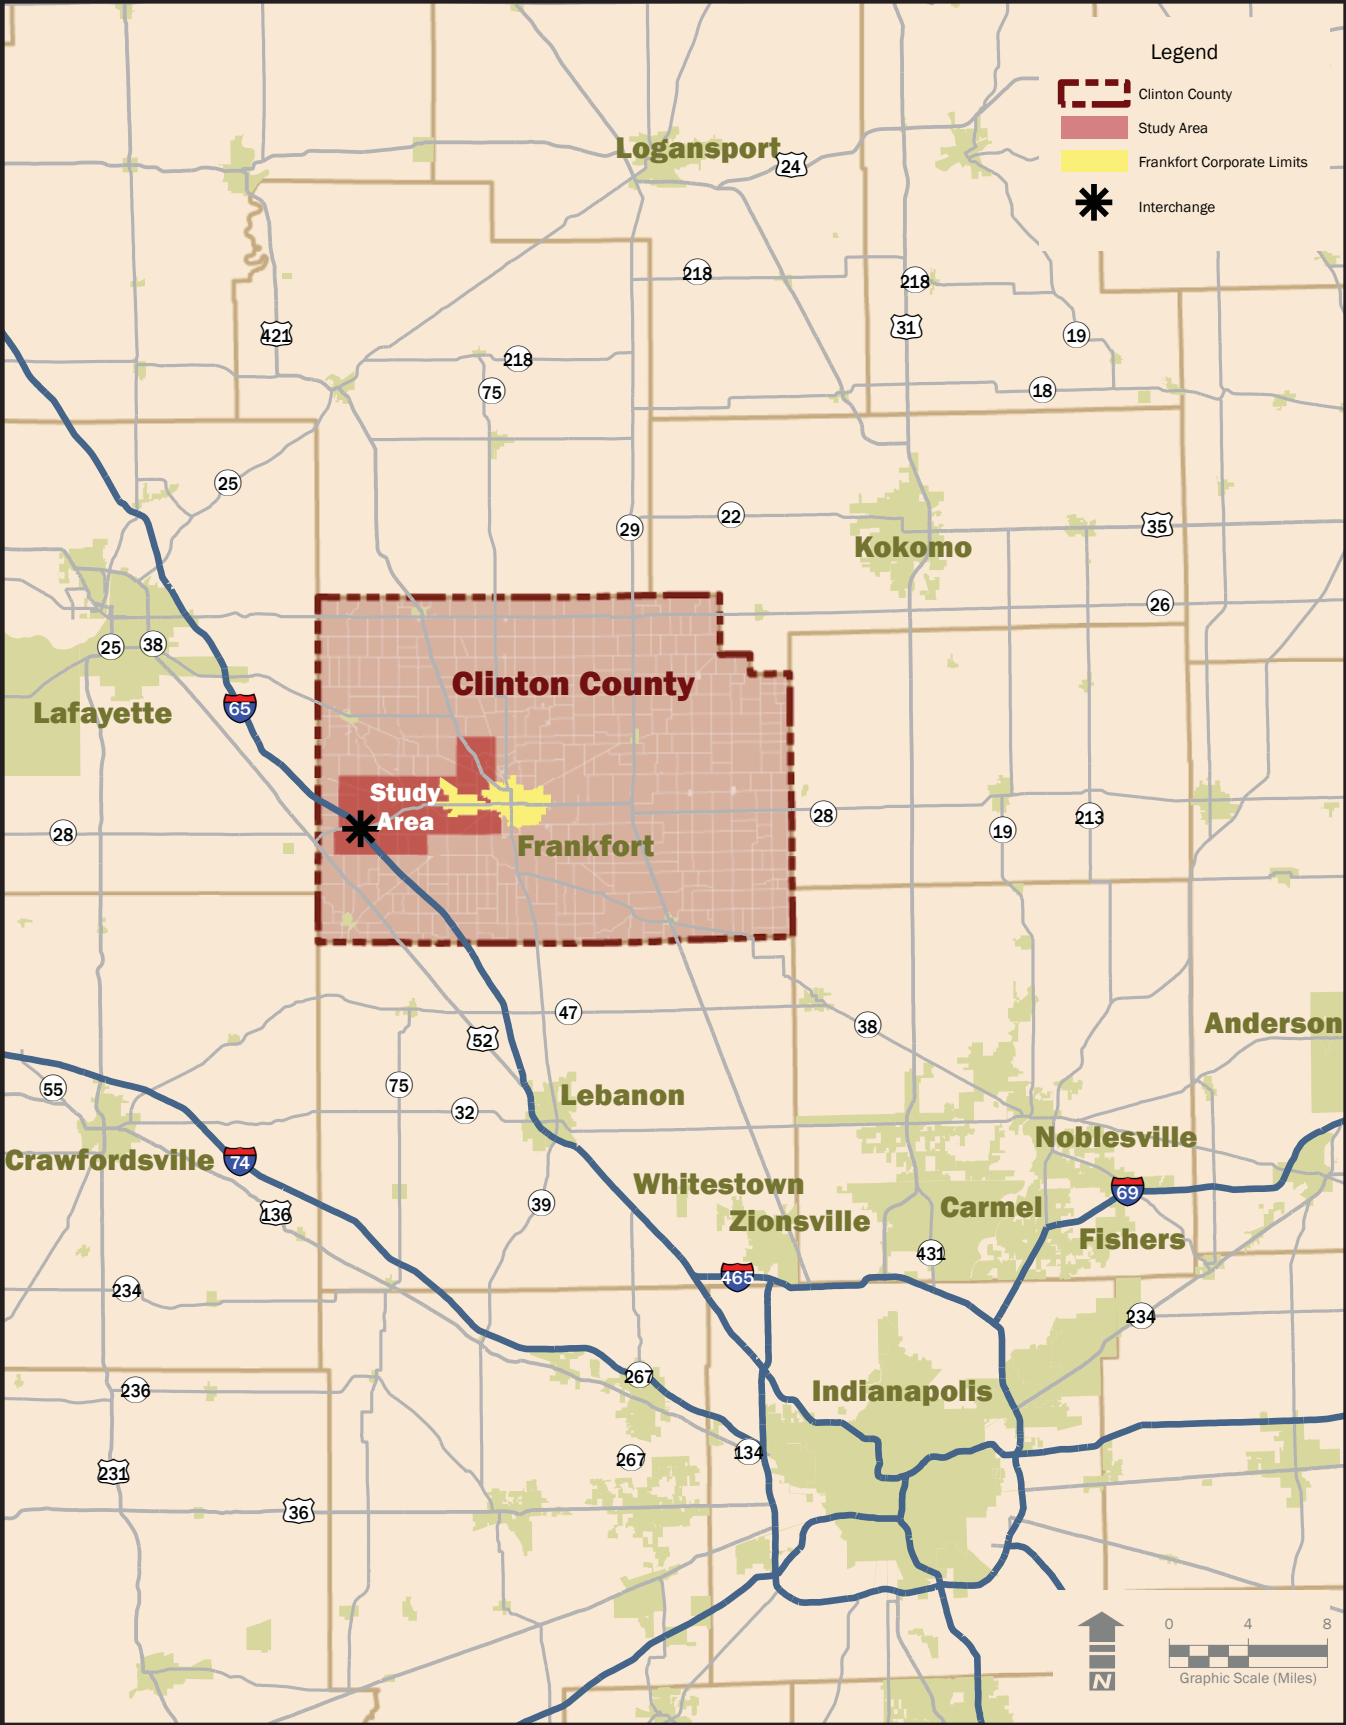 Legend
Clinton County
Study Area
Frankfort Corporate Limits
Interchange
Logansport
24
218
218
31
19
421
218
75
18
25
29
22
35
Kokomo
26
25
38
Clinton County
65
Lafayette
Study
Area
28
28
19
213
Frankfort
47
38
Anderson
52
55
75
32
Lebanon
Noblesville
Crawfordsville
74
Whitestown
69
136
39
Carmel
Zionsville
Fishers
431
465
234
234
267
236
Indianapolis
134
267
231
36
N
0 4 8
Graphic Scale (Miles)